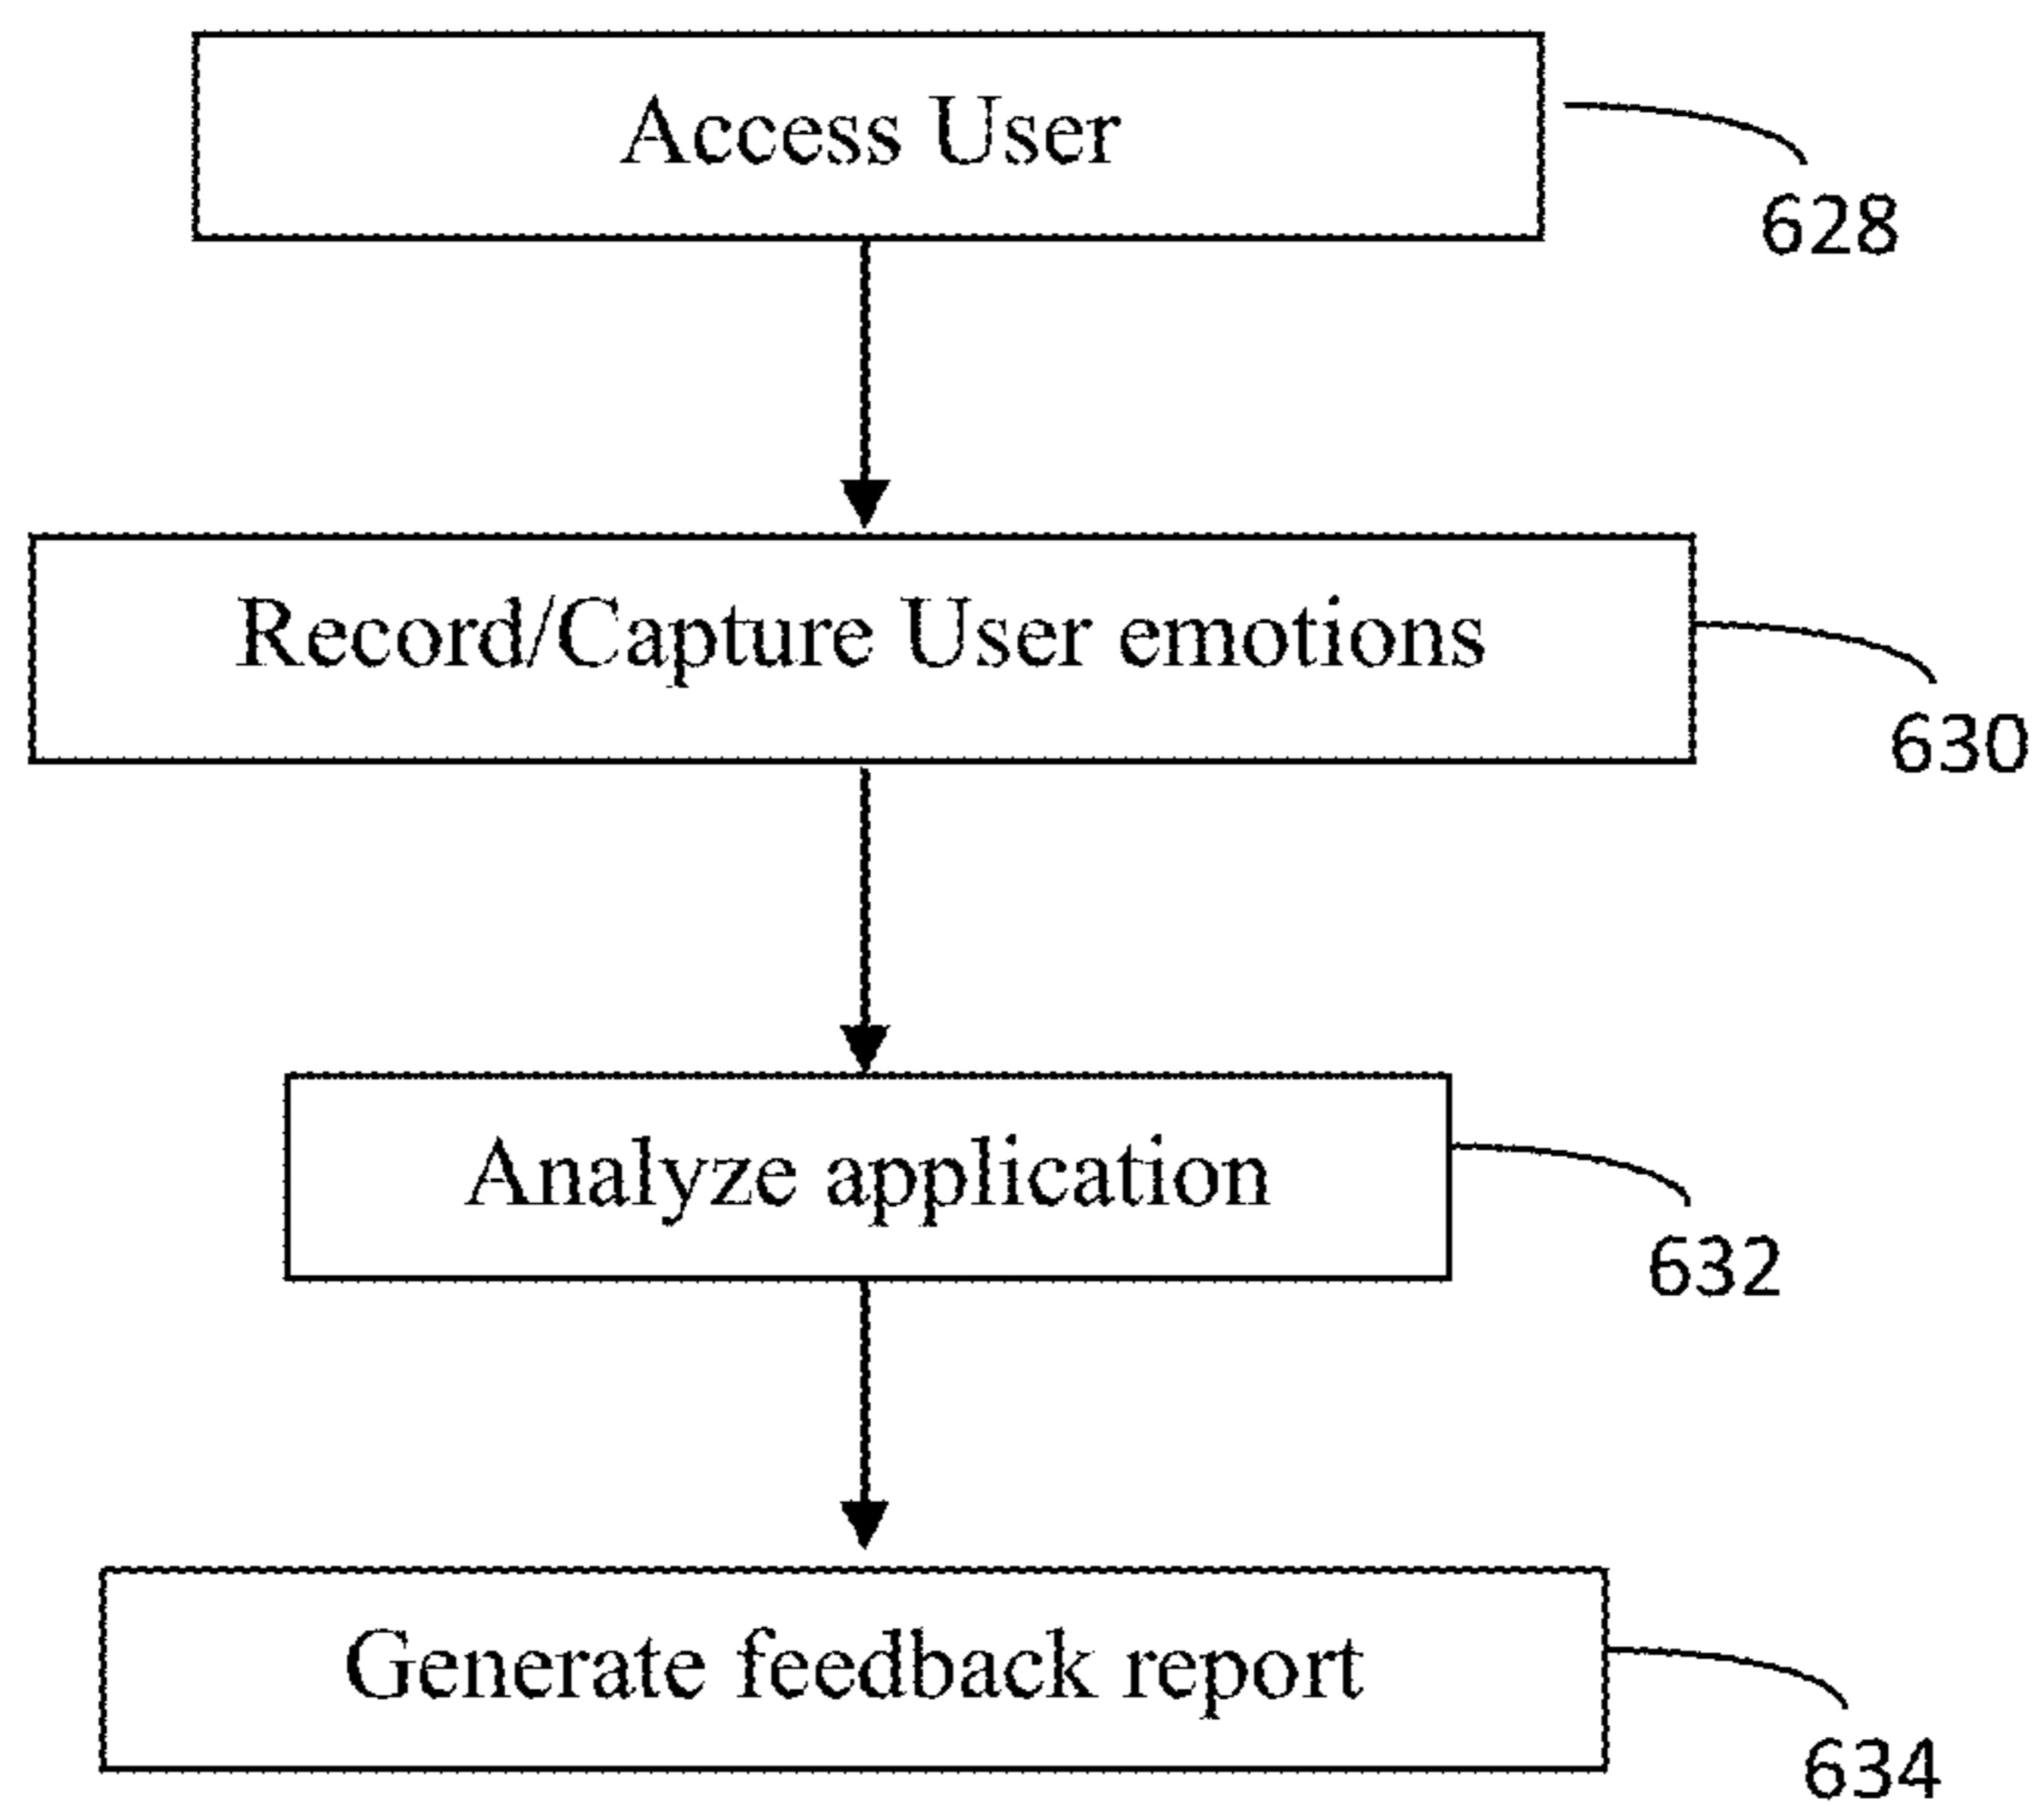 Access User
628
Record/Capture User emotions
630
Analyze application
632
Generate feedback report
634